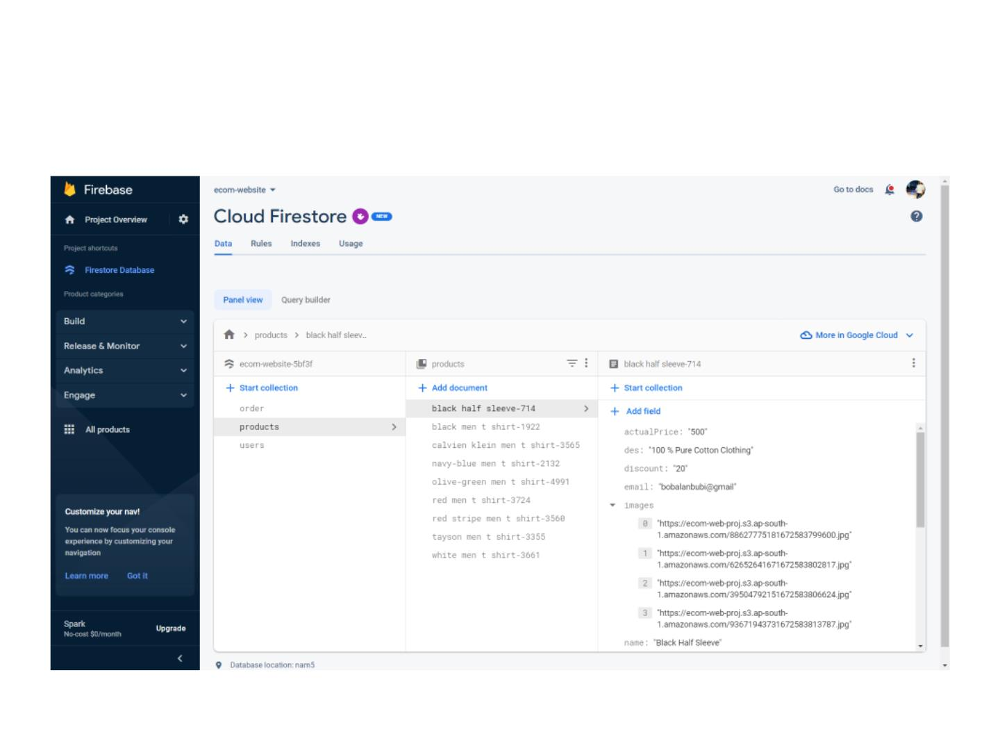 Firebase
Project Overview
Project shortcuts
Firestore Database
Product categories
Build
Release & Monitor
Analytics
Engage
All products
Customize your nav!
You can now focus your console
experience by customizing your
navigation
Learn more Got it
Spark
No-cost $0/month
Upgrade
ecom-website
Go to docs
Cloud Firestore NEW
Data Rules Indexes Usage
Panel view Query builder
products black half sleev..
More in Google Cloud
ecom-website-5bf3f
Start collection
order
products
users
products
Add document
black half sleeve-714
black men t shirt-1922
calvien klein men t shirt-3565
navy-blue men t shirt-2132
olive-green men t shirt-4991
red men t shirt-3724
red stripe men t shirt-3560
tayson men t shirt-3355
white men t shirt-3661
black half sleeve-714
Start collection
Add field
actualPrice: "500"
des: "100 % Pure Cotton Clothing"
discount: "20"
email: "bobalanbubi@gmail"
images
0 "https://ecom-web-proj.s3.ap-south-
1.amazonaws.com/88627775181672583799600.jpg"
1 "https://ecom-web-proj.s3.ap-south-
1.amazonaws.com/62652641671672583802817.jpg"
2 "https://ecom-web-proj.s3.ap-south-
1.amazonaws.com/39504792151672583806624.jpg"
3 "https://ecom-web-proj.s3.ap-south-
1.amazonaws.com/93671943731672583813787.jpg"
name: "Black Half Sleeve"
Database location: nam5